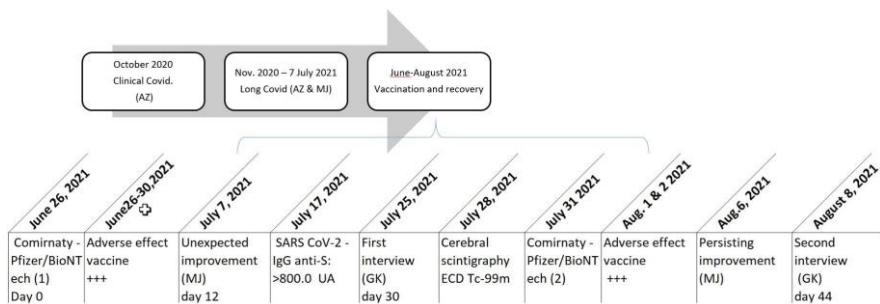 October 2020
Clinical Covid.
(AZ)
Nov. 2020 – 7 July 2021
Long Covid (AZ & MJ)
June-August 2021
Vaccination and recovery
June 26, 2021
June26-30,2021
July 7, 2021
July 17, 2021
July 25, 2021
July 28, 2021
July 31 2021
Aug. 1 & 2 2021
Aug.6, 2021
August 8, 2021
Comirnaty -
Pfizer/BioNT
ech (1)
Day 0
Adverse effect
vaccine
+++
Unexpected
improvement
(MJ)
day 12
SARS CoV-2 -
IgG anti-S:
>800.0 UA
First
interview
(GK)
day 30
Cerebral
scintigraphy
ECD Tc-99m
Comirnaty -
Pfizer/BioNT
ech (2)
Adverse effect
vaccine
+++
Persisting
improvement
(MJ)
Second
interview
(GK)
day 44